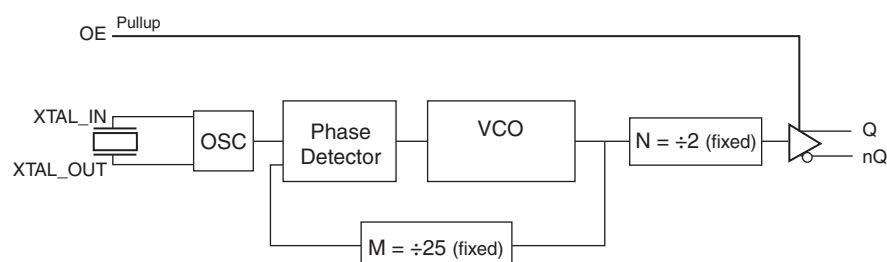 OE Pullup
XTAL_IN
XTAL_OUT
OSC
Phase
Detector
VCO
N = ÷2 (fixed)
Q
nQ
M = ÷25 (fixed)